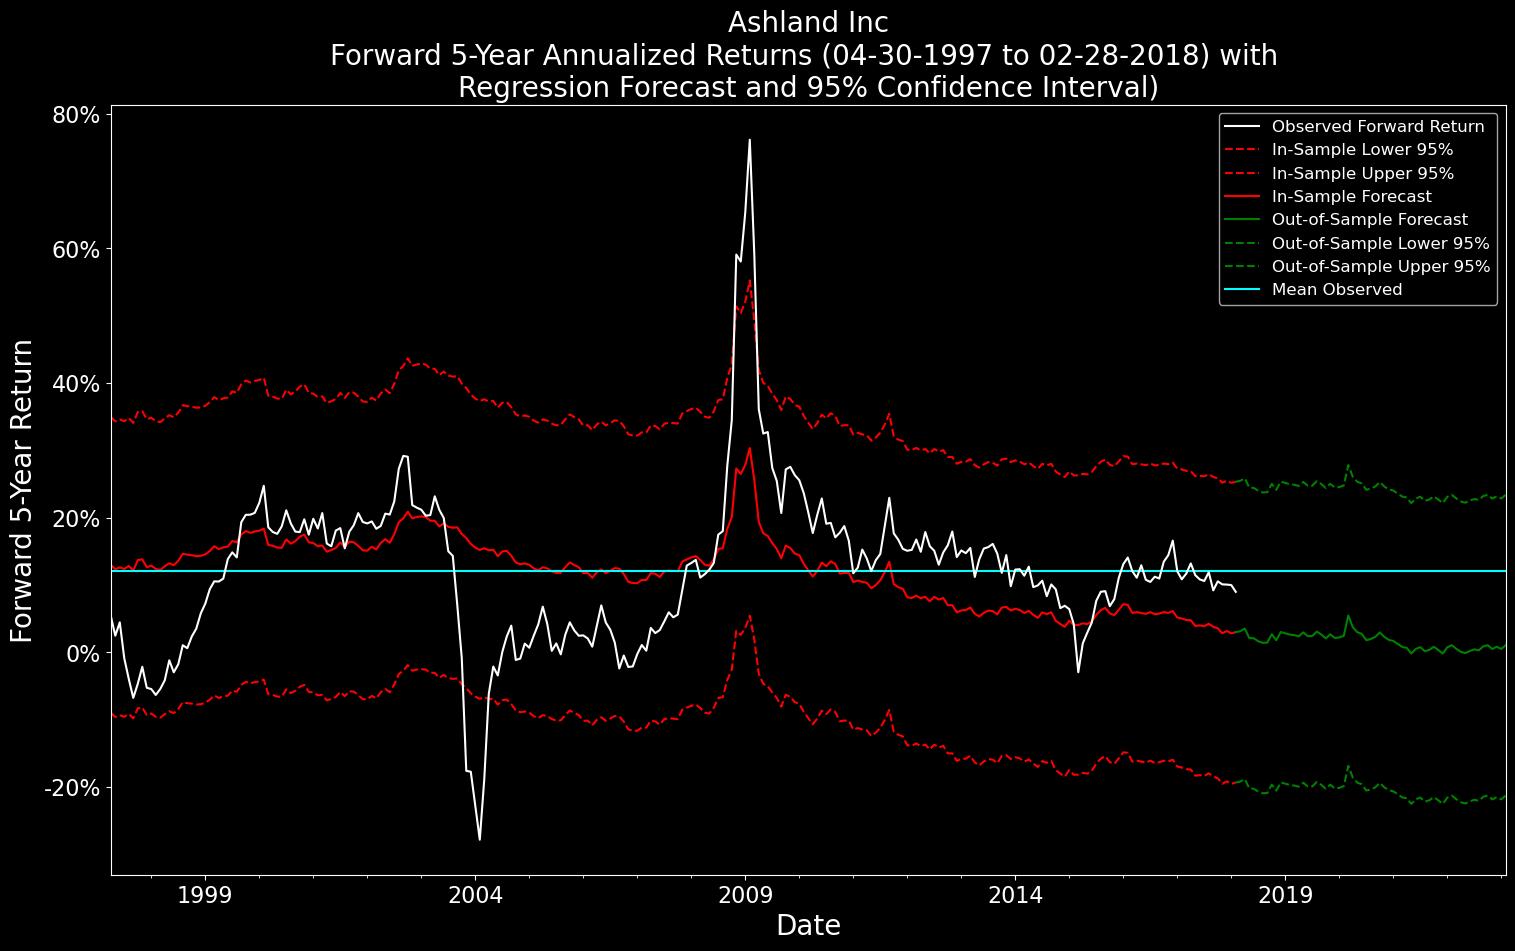 Ashland Inc
Forward 5-Year Annualized Returns (04-30-1997 to 02-28-2018) with
Regression Forecast and 95% Confidence Interval)
Observed Forward Return
In-Sample Lower 95%
In-Sample Upper 95%
In-Sample Forecast
Out-of-Sample Forecast
Out-of-Sample Lower 95%
Out-of-Sample Upper 95%
Mean Observed
Forward 5-Year Return
80%
60%
40%
20%
0%
-20%
1999
2004
2009
2014
2019
Date